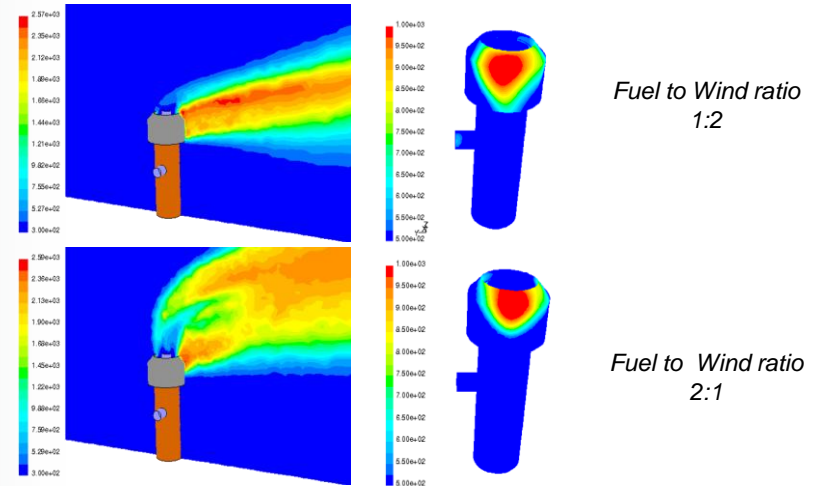 2.57e+03
2.35e+03
2.12e+03
1.89e+03
1.66e+03
1.44e+03
1.21e+03
9.82e+02
7.55e+02
5.27e+02
3.00e+02
1.00e+03
9.50e+02
9.00e+02
8.50e+02
8.00e+02
7.50e+02
7.00e+02
6.50e+02
6.00e+02
5.50e+02
5.00e+02
Fuel to Wind ratio
1:2
2.59e+03
2.36e+03
2.13e+03
1.90e+03
1.68e+03
1.45e+03
1.22e+03
9.88e+02
7.59e+02
5.29e+02
3.00e+02
1.00e+03
9.50e+02
9.00e+02
8.50e+02
8.00e+02
7.50e+02
7.00e+02
6.50e+02
6.00e+02
5.50e+02
5.00e+02
Fuel to Wind ratio
2:1